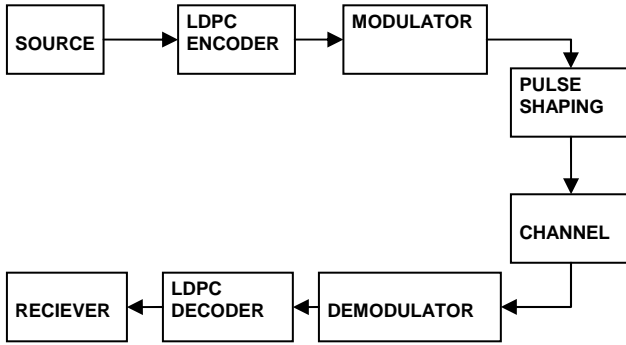 SOURCE
LDPC
ENCODER
MODULATOR
PULSE
SHAPING
CHANNEL
DEMODULATOR
LDPC
DECODER
RECIEVER